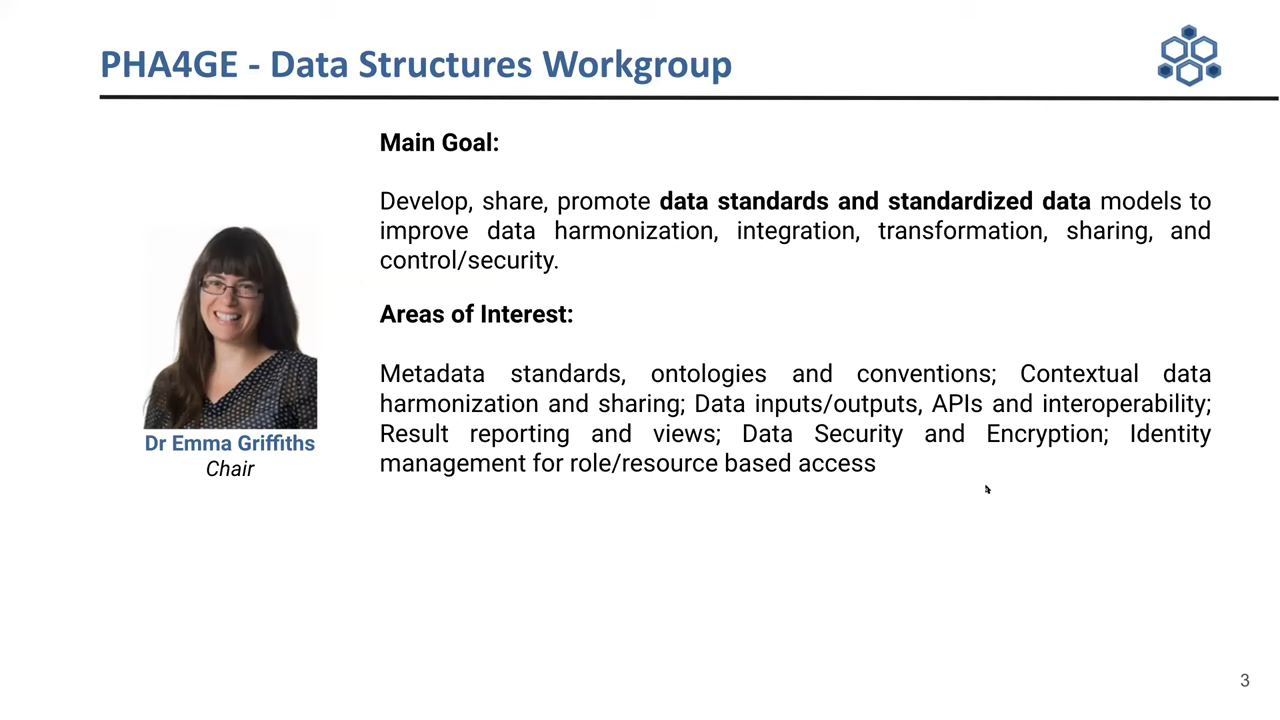 PHA4GE - Data Structures Workgroup
Main Goal:
Develop, share, promote data standards and standardized data models to
improve data harmonization, integration, transformation, sharing, and
control/security.
Areas of Interest:
Metadata standards, ontologies and conventions; Contextual data
harmonization and sharing; Data inputs/outputs, APIs and interoperability;
Result reporting and views; Data Security and Encryption; Identity
management for role/resource based access
Dr Emma Griffiths
Chair
3